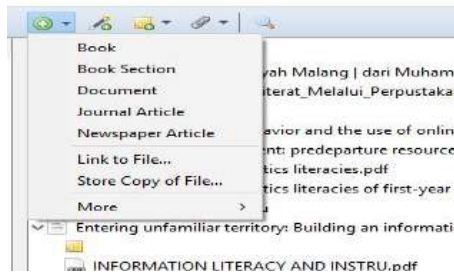 Book
Book Section
yah Malang | dari Muham
Document
iterat_Melalui_Perpustaka
Journal Article
Newspaper Article
avior and the use of onlin
ent: predeparture resource
Link to File...
tics literacies.pdf
Store Copy of File...
tics literacies of first-year
More >
Entering unfamiliar territory: Building an informati
INFORMATION LITERACY AND INSTRU.pdf